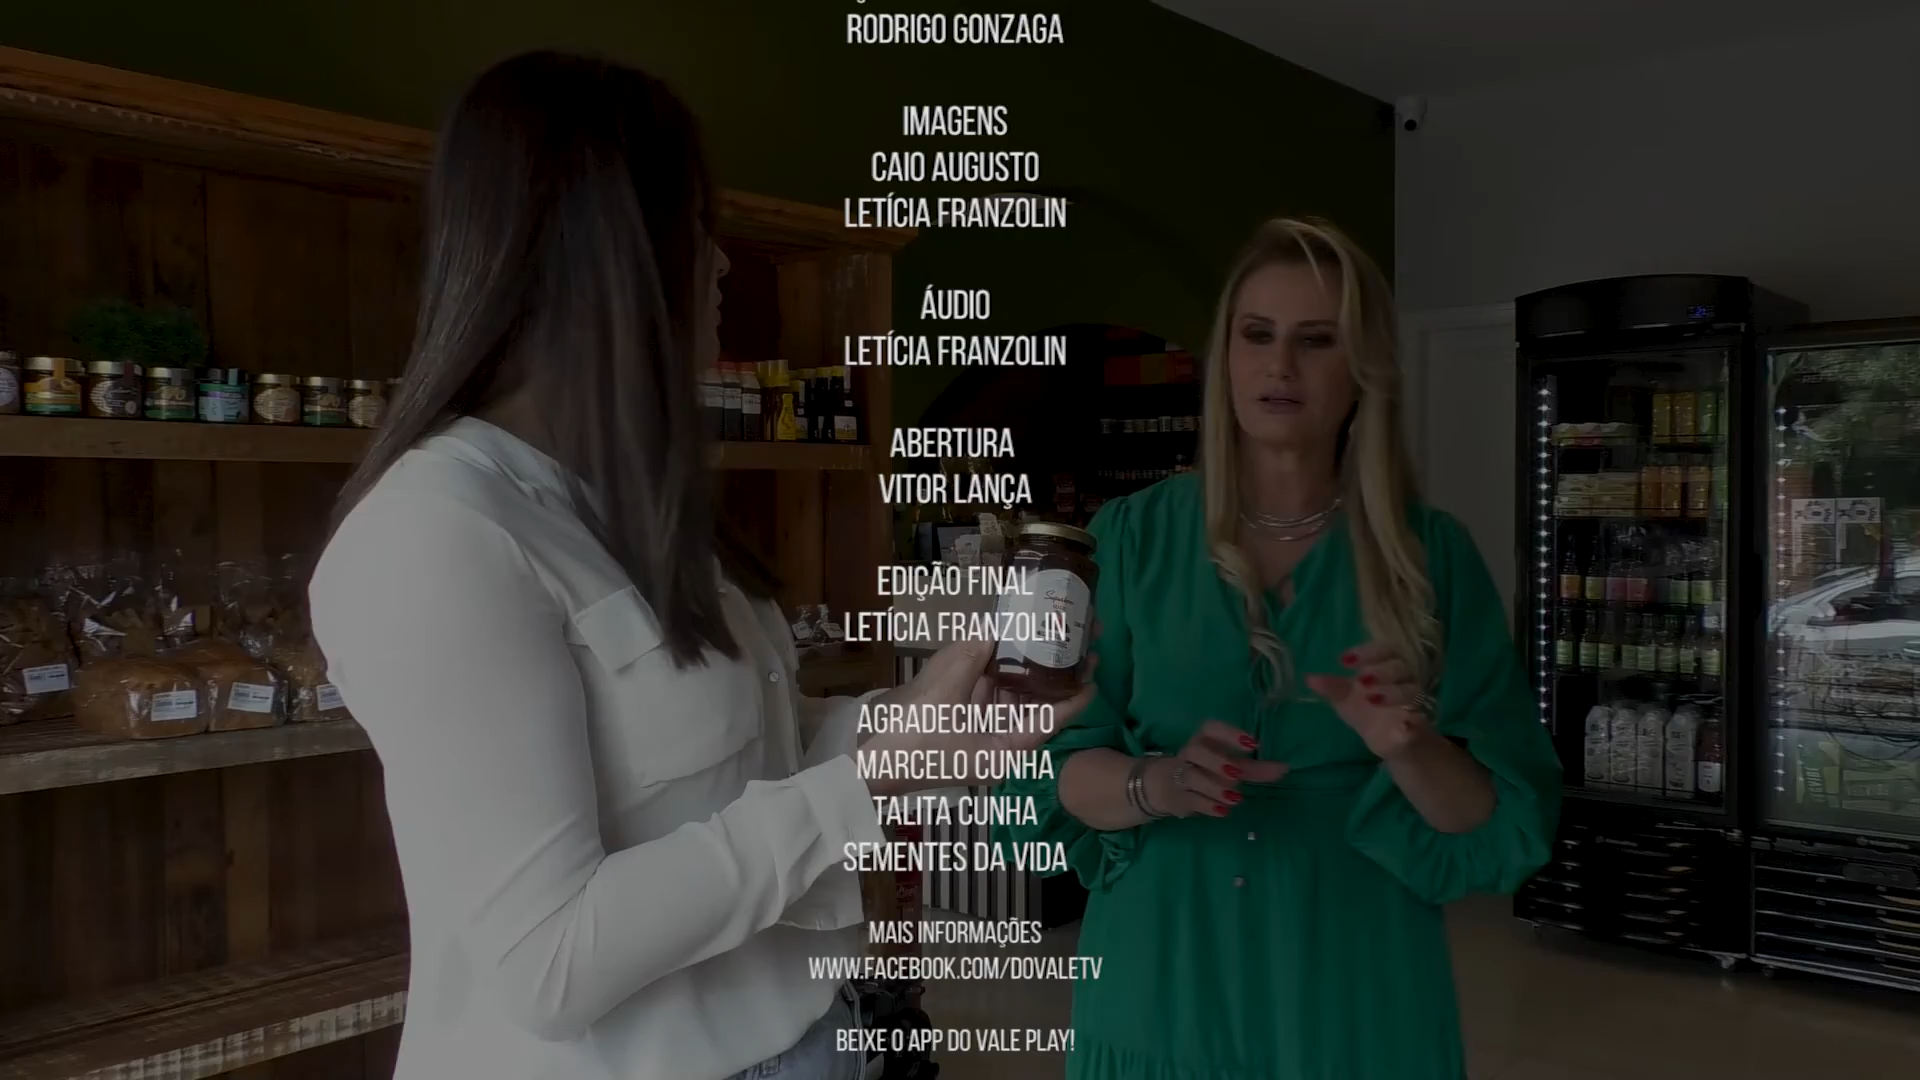 RODRIGO GONZAGA
IMAGENS
CAIO AUGUSTO
LETÍCIA FRANZOLIN
ÁUDIO
LETÍCIA FRANZOLIN
ABERTURA
VITOR LANÇA
EDIÇÃO FINAL
LETÍCIA FRANZOLIN
AGRADECIMENTO
MARCELO CUNHA
TALITA CUNHA
SEMENTES DA VIDA
MAIS INFORMAÇÕES
WWW.FACEBOOK.COM/DOVALETV
BEIXE O APP DO VALE PLAY!